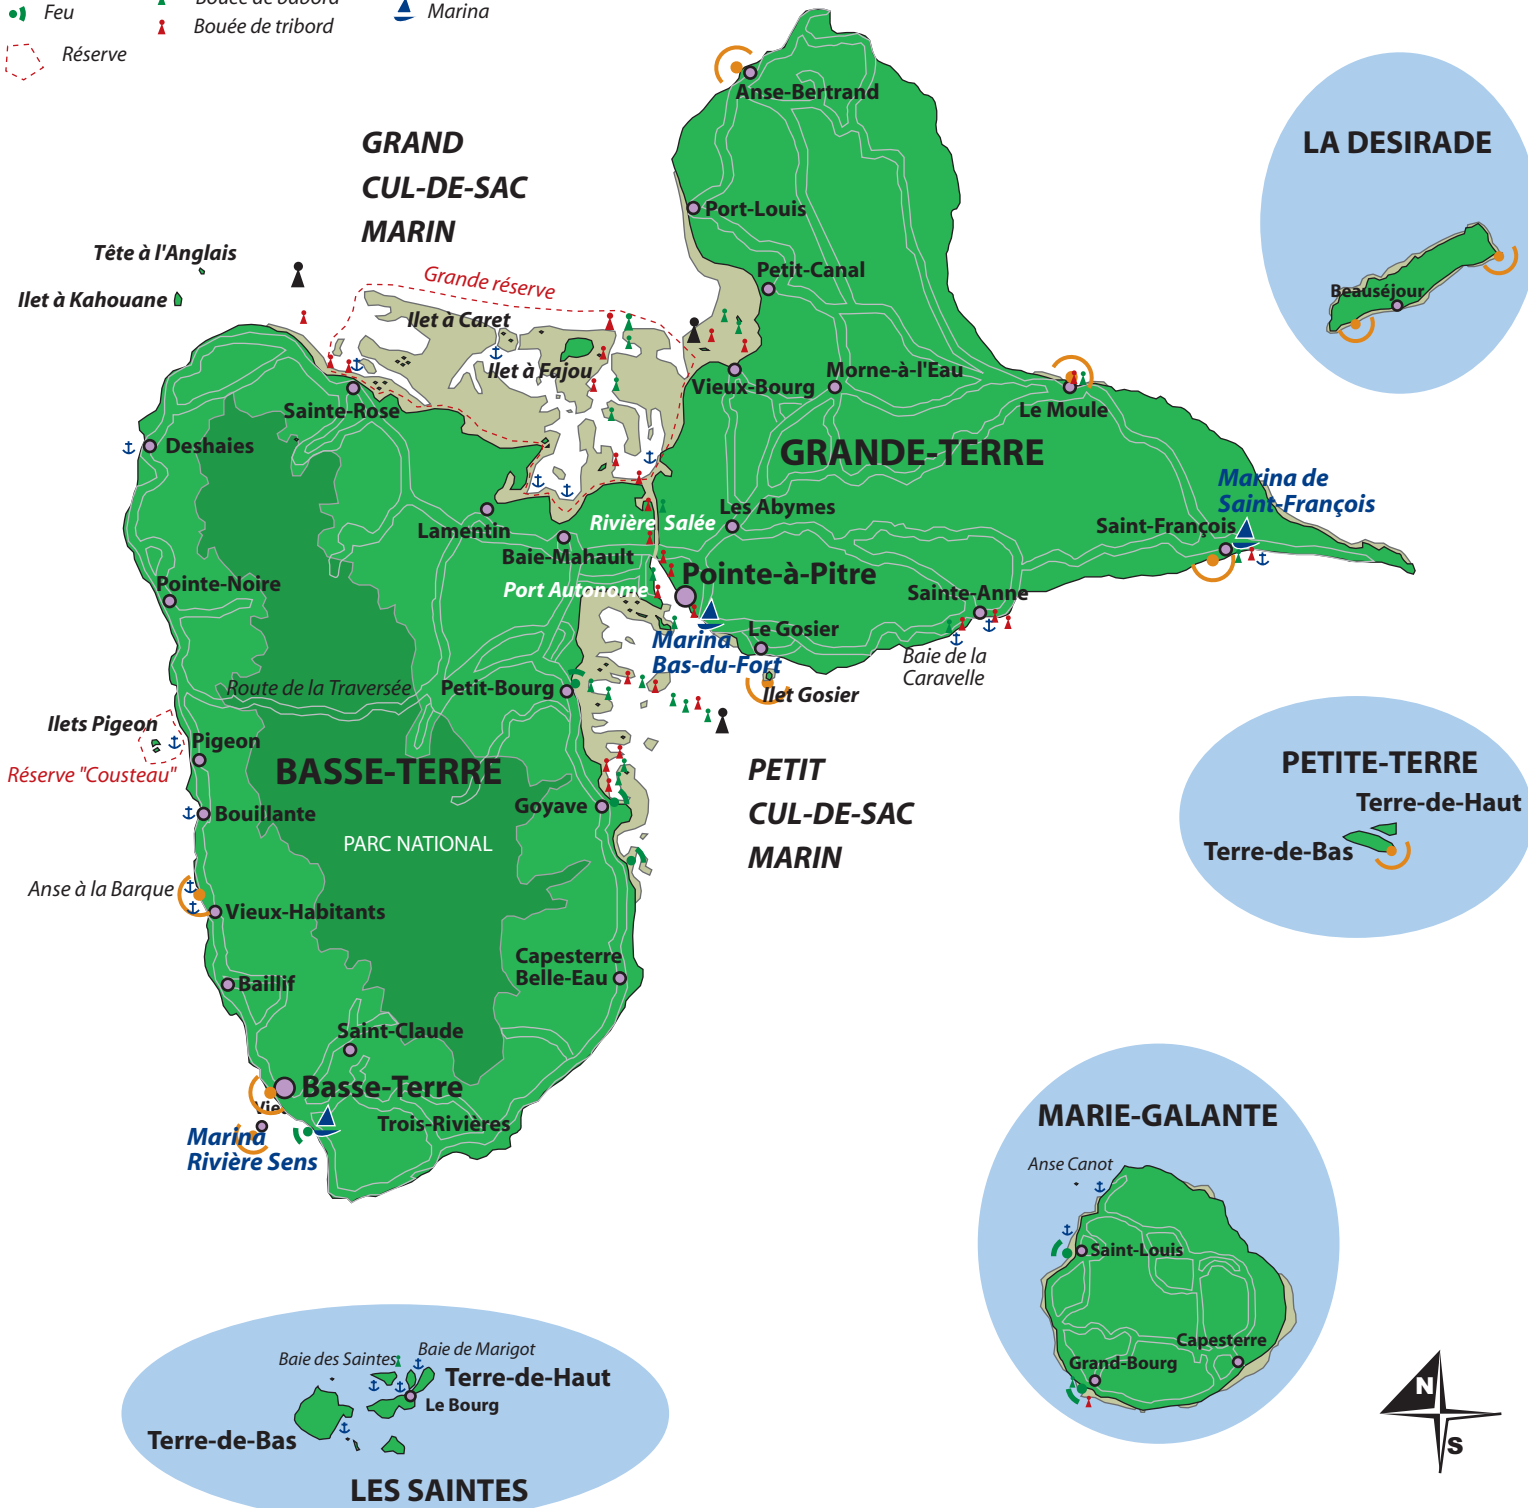 Bouée de babord
Feu
Marina
Bouée de tribord
Réserve
Anse-Bertrand
GRAND
CUL-DE-SAC
MARIN
LA DESIRADE
Port-Louis
Tête à l'Anglais
Petit-Canal
Grande réserve
Ilet à Kahouane
Beauséjour
Ilet à Caret
Ilet à Fajou
Morne-à-l'Eau
Vieux-Bourg
Sainte-Rose
Le Moule
Deshaies
GRANDE-TERRE
Marina de
Saint-François
Les Abymes
Rivière Salée
Saint-François
Lamentin
Baie-Mahault
Pointe-à-Pitre
Pointe-Noire
Port Autonome
Sainte-Anne
Le Gosier
Marina
Bas-du-Fort
Baie de la
Caravelle
Route de la Traversée
Petit-Bourg
Ilet Gosier
Ilets Pigeon
Pigeon
Réserve "Cousteau"
BASSE-TERRE
PETIT
CUL-DE-SAC
MARIN
PETITE-TERRE
Terre-de-Haut
Terre-de-Bas
Goyave
Bouillante
PARC NATIONAL
Anse à la Barque
Vieux-Habitants
Capesterre
Belle-Eau
Baillif
Saint-Claude
Basse-Terre
Trois-Rivières
Marina
Rivière Sens
MARIE-GALANTE
Anse Canot
Saint-Louis
Capesterre
Grand-Bourg
Baie des Saintes
Baie de Marigot
Terre-de-Haut
Le Bourg
Terre-de-Bas
LES SAINTES
N
S